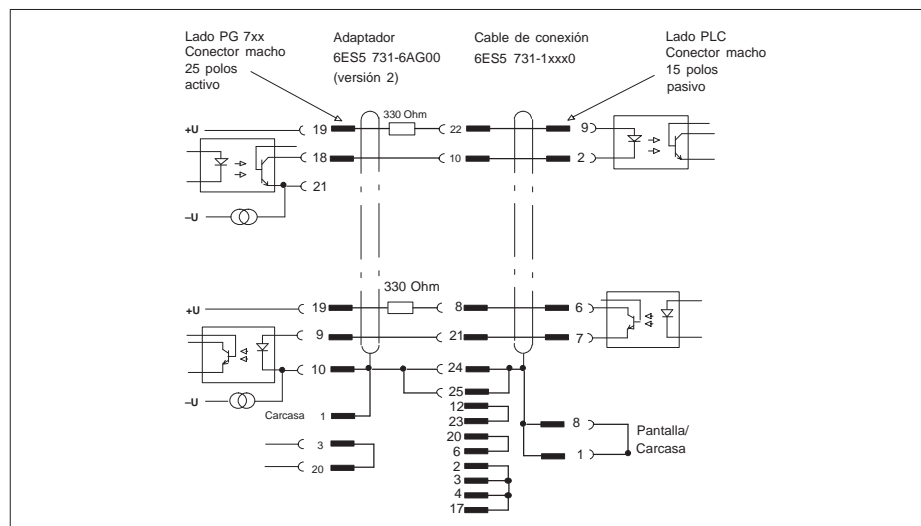 Lado PG 7xx
Conector macho
25 polos
activo
Adaptador
6ES5 731-6AG00
(versión 2)
Cable de conexión
6ES5 731-1xxx0
Lado PLC
Conector macho
15 polos
pasivo
330 Ohm
+U
19
22
9
18
10
2
21
–U
330 Ohm
+U
19
8
6
9
21
7
10
24
–U
25
Carcasa
1
12
23
8
Pantalla/
Carcasa
3
20
1
20
6
2
3
4
17